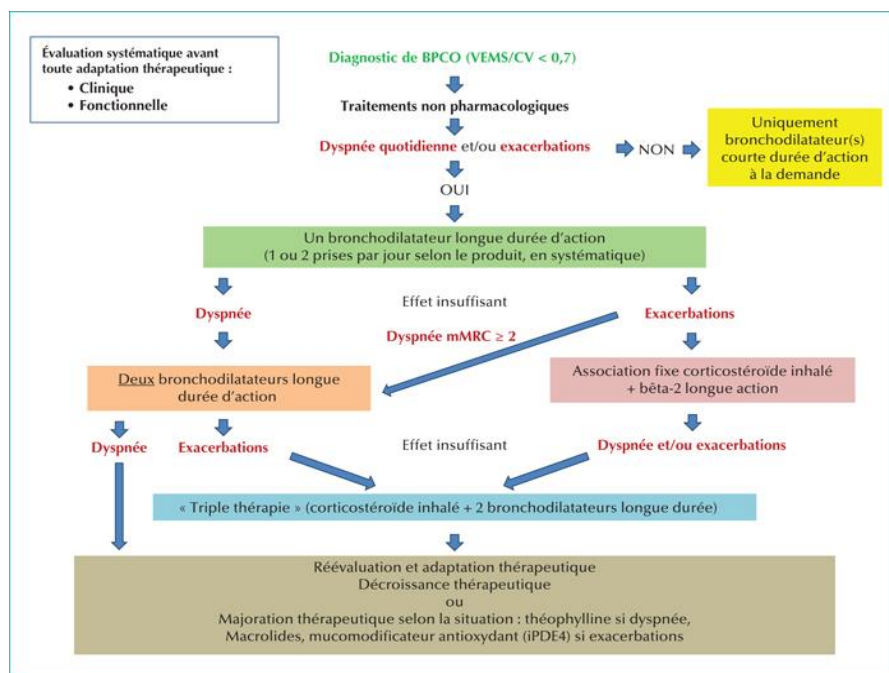 Évaluation systématique avant
toute adaptation thérapeutique :
• Clinique
• Fonctionnelle
Diagnostic de BPCO (VEMS/CV < 0,7)
Traitements non pharmacologiques
Dyspnée quotidienne et/ou exacerbations
NON
Uniquement
bronchodilatateur(s)
courte durée d’action
à la demande
OUI
Un bronchodilatateur longue durée d’action
(1 ou 2 prises par jour selon le produit, en systématique)
Dyspnée
Effet insuffisant
Exacerbations
Dyspnée mMRC ≥ 2
Deux bronchodilatateurs longue
durée d’action
Association fixe corticostéroïde inhalé
+ bêta-2 longue action
Dyspnée
Exacerbations
Effet insuffisant
Dyspnée et/ou exacerbations
« Triple thérapie » (corticostéroïde inhalé + 2 bronchodilatateurs longue durée)
Réévaluation et adaptation thérapeutique
Décroissance thérapeutique
ou
Majoration thérapeutique selon la situation : théophylline si dyspnée,
Macrolides, mucomodificateur antioxydant (iPDE4) si exacerbations